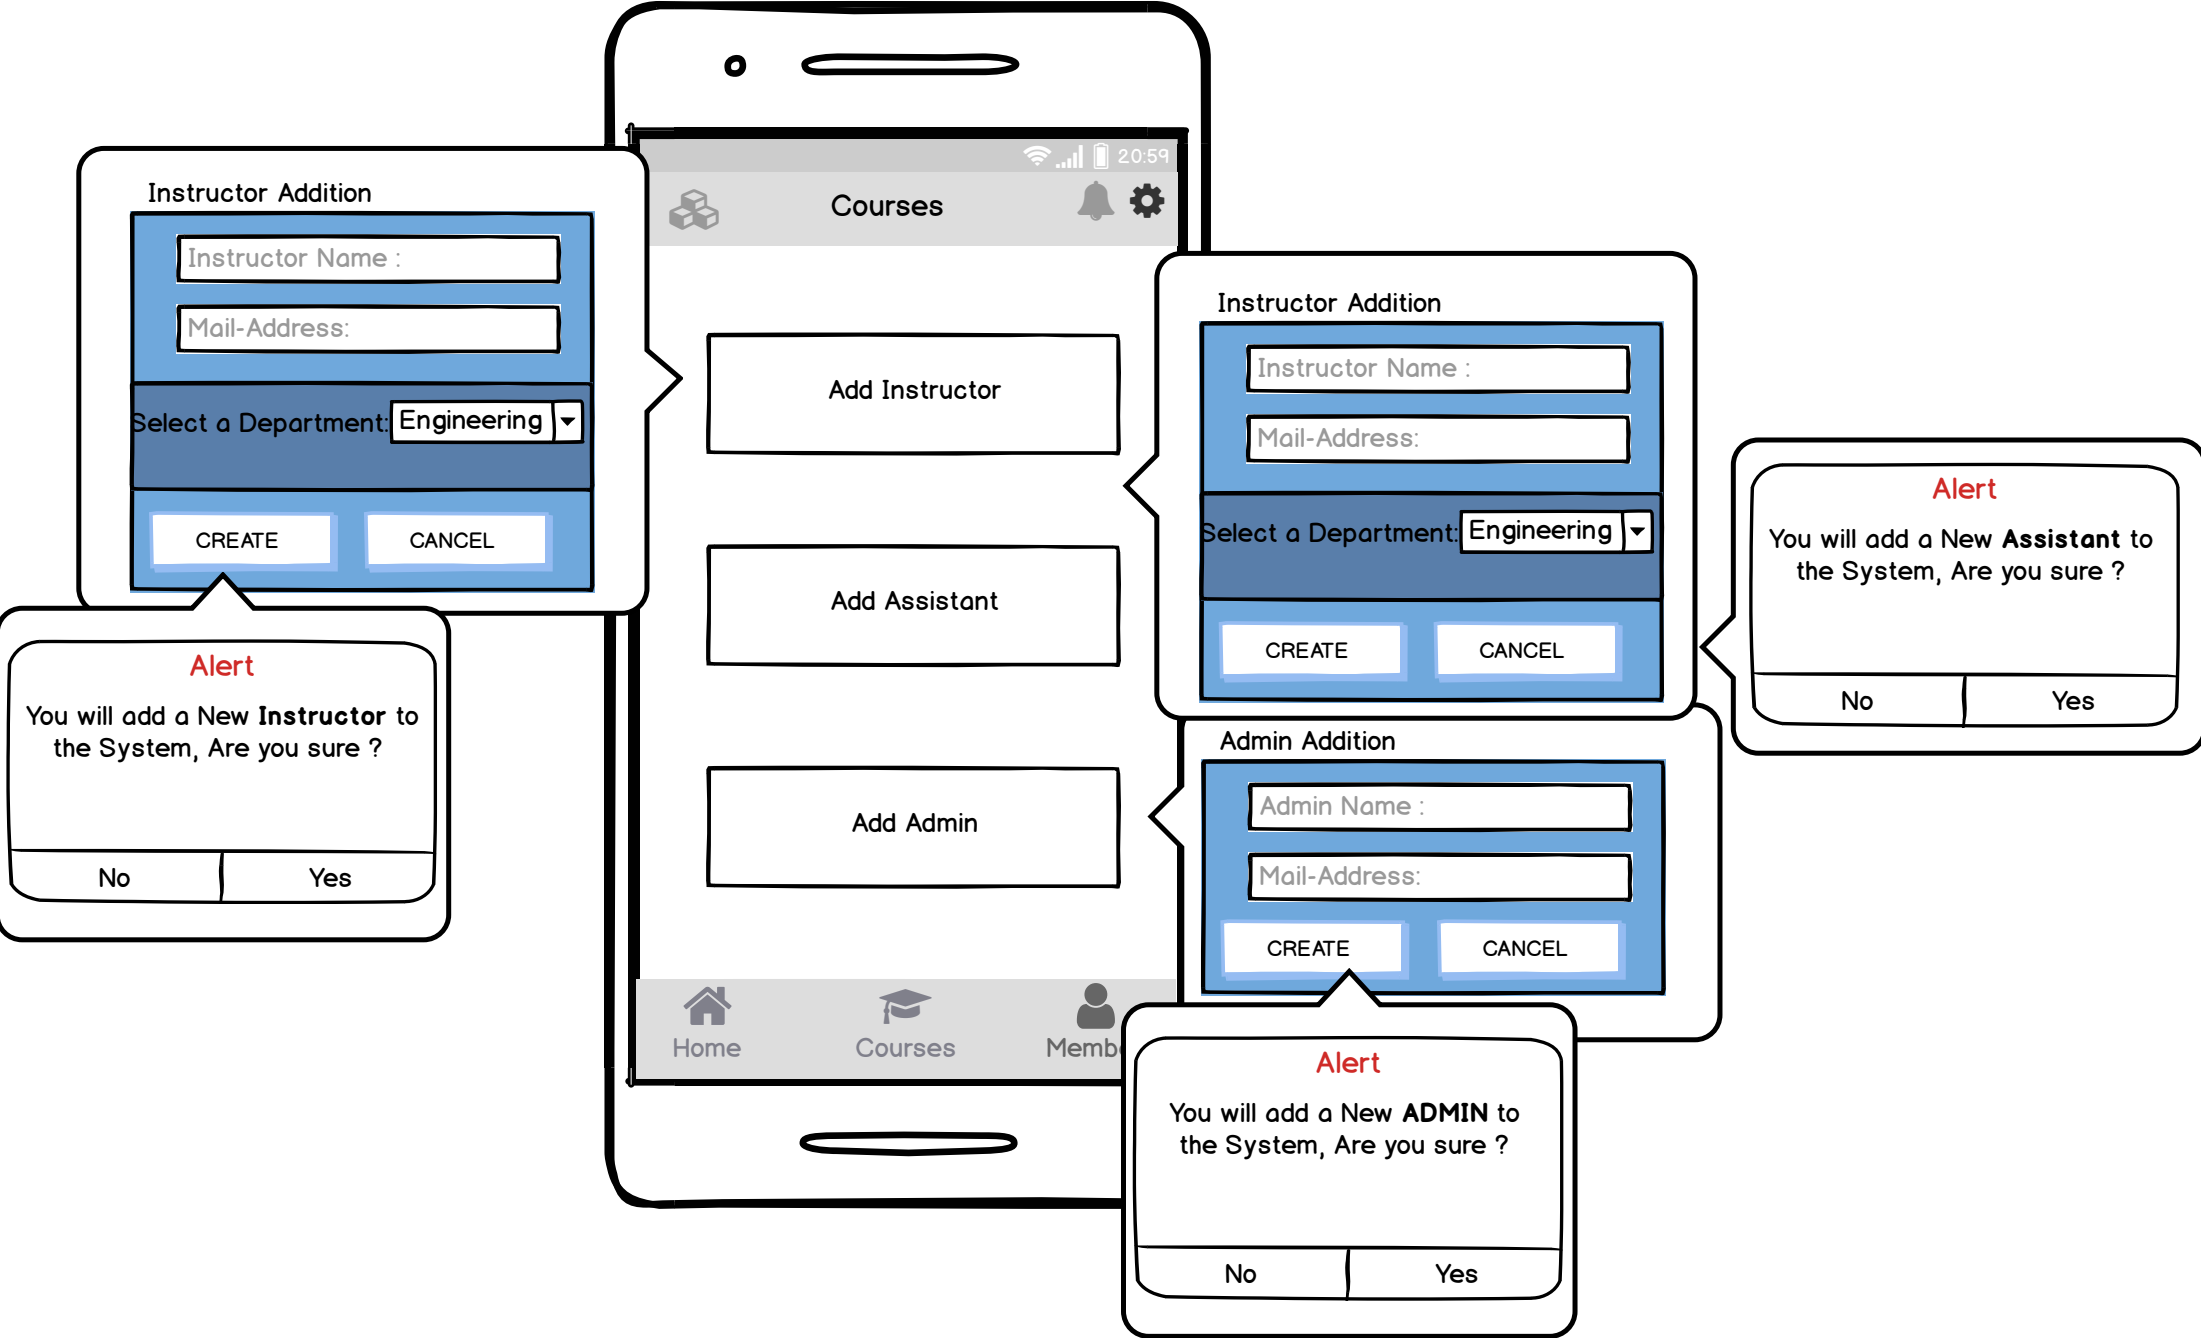 20:59
Courses
Instructor Addition
Instructor Name :
Mail-Address:
Select a Department:
Engineering
CREATE
CANCEL
Alert
You will add a New Instructor to
the System, Are you sure ?
No
Yes
Add Instructor
Add Assistant
Add Admin
Instructor Addition
Instructor Name :
Mail-Address:
Select a Department:
Engineering
CREATE
CANCEL
Alert
You will add a New Assistant to
the System, Are you sure ?
No
Yes
Admin Addition
Admin Name :
Mail-Address:
CREATE
CANCEL
Alert
You will add a New ADMIN to
the System, Are you sure ?
No
Yes
Home
Courses